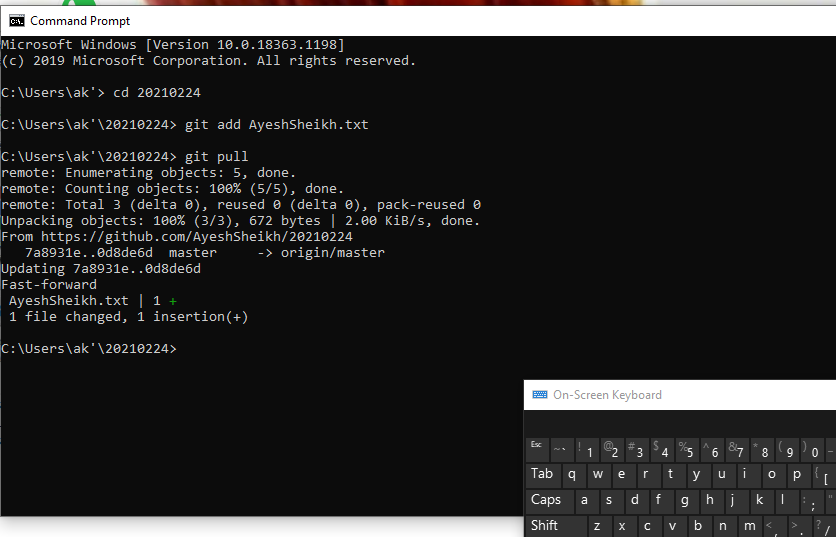 Command Prompt
Microsoft Windows [Version 10.0.18363.1198]
(c) 2019 Microsoft Corporation. All rights reserved.
C:\Users\ak'> cd 20210224
C:\Users\ak'\20210224> git add AyeshSheikh.txt
C:\Users\ak'\20210224> git pull
remote: Enumerating objects: 5, done.
remote: Counting objects: 100% (5/5), done.
remote: Total 3 (delta 0), reused 0 (delta 0), pack-reused 0
Unpacking objects: 100% (3/3), 672 bytes | 2.00 KiB/s, done.
From https://github.com/AyeshSheikh/20210224
   7a8931e..0d8de6d  master     -> origin/master
Updating 7a8931e..0d8de6d
Fast-forward
 AyeshSheikh.txt | 1 +
 1 file changed, 1 insertion(+)
C:\Users\ak'\20210224>
On-Screen Keyboard
Esc ~ ` ! 1 @ 2 # 3 $ 4 % 5 ^ 6 & 7 * 8 ( 9 ) 0 _
Tab q w e r t y u i o p { [
Caps a s d f g h j k l : ; "
Shift z x c v b n m < , > . ? /